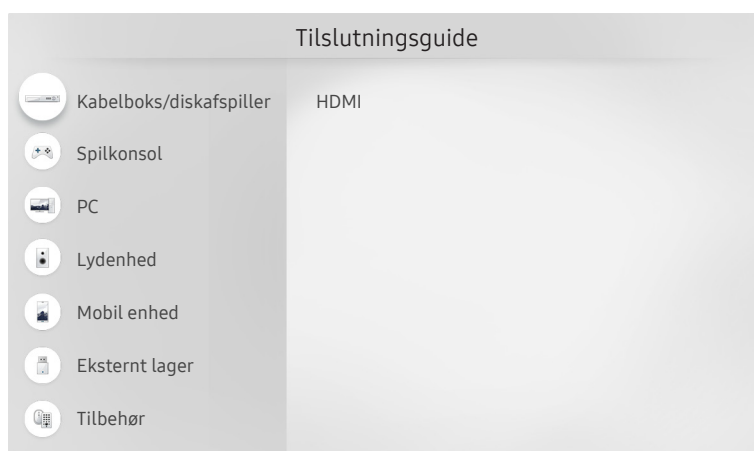 Tilslutningsguide
Kabelboks/diskafspiller HDMI
Spilkonsol
PC
Lydenhed
Mobil enhed
Eksternt lager
Tilbehør